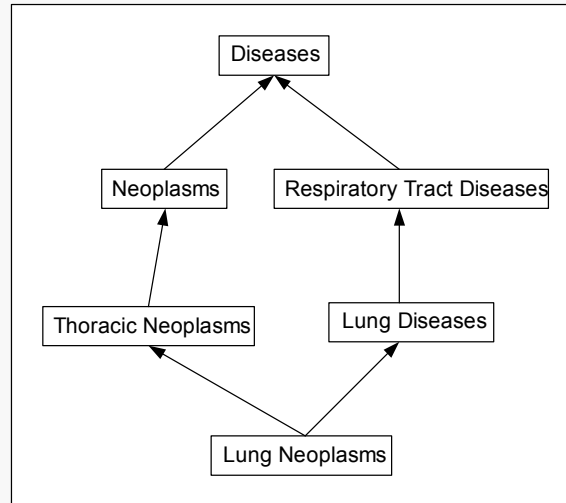 Diseases
Neoplasms
Respiratory Tract Diseases
Thoracic Neoplasms
Lung Diseases
Lung Neoplasms